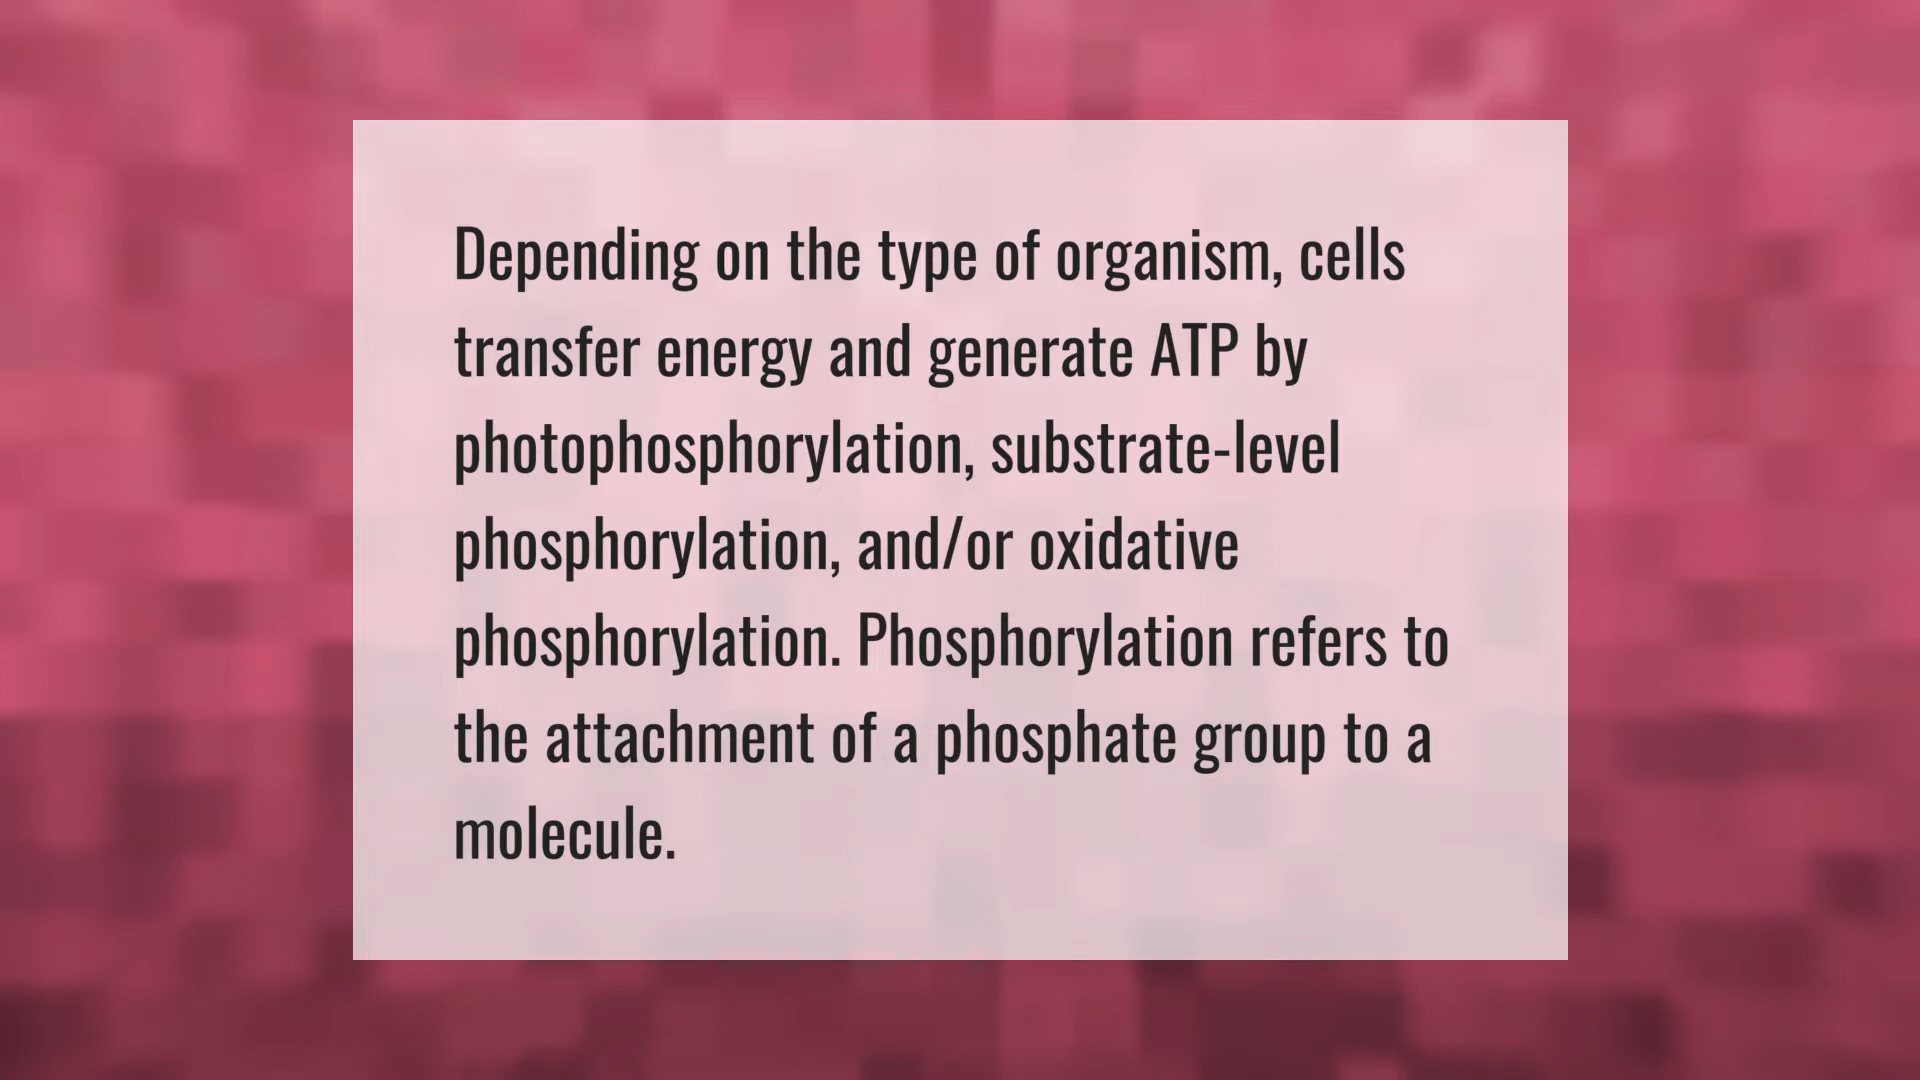 Depending on the type of organism, cells
transfer energy and generate ATP by
photophosphorylation, substrate-level
phosphorylation, and/or oxidative
phosphorylation. Phosphorylation refers to
the attachment of a phosphate group to a
molecule.